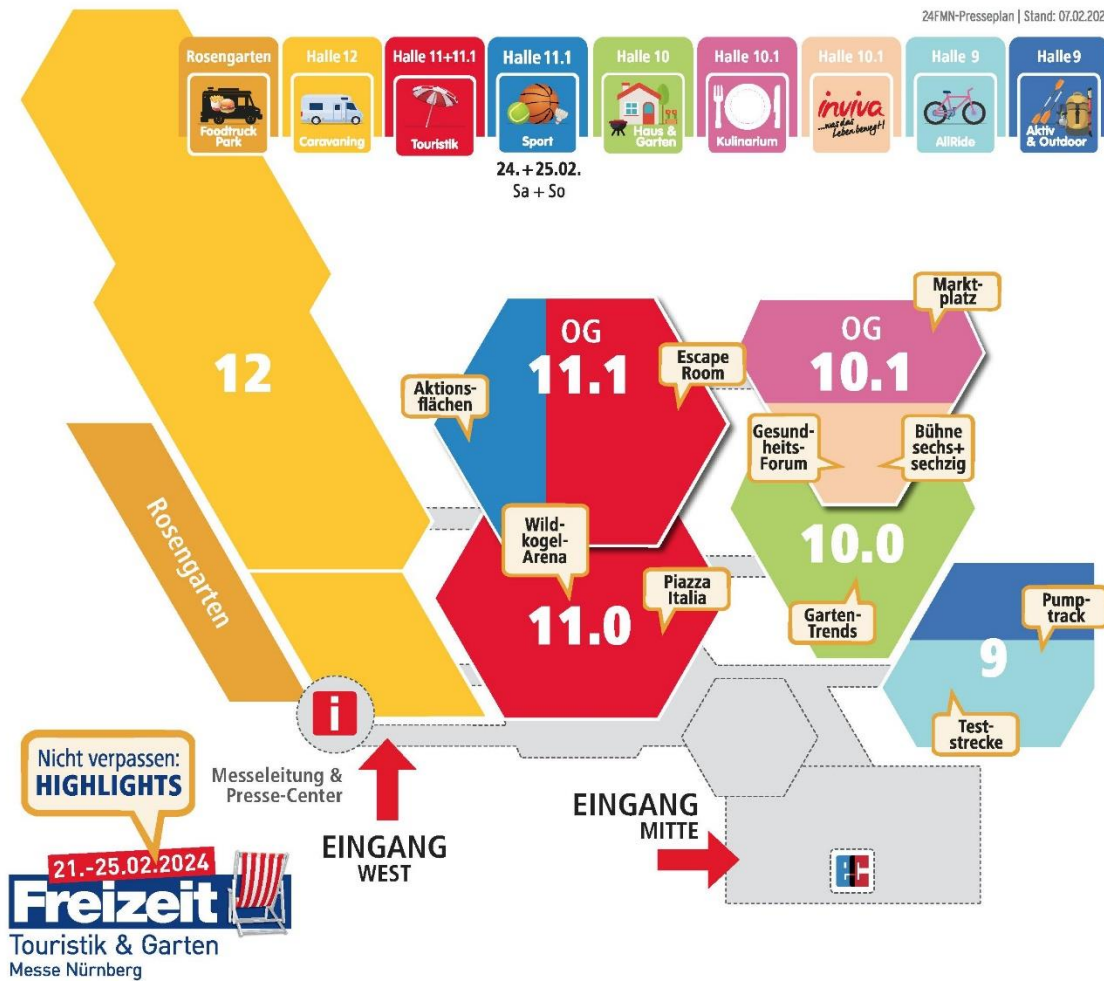 24FMN-Presseplan | Stand: 07.02.202
Rosengarten
Foodtruck
Park
Halle 12
Caravaning
Halle 11+11.1
Touristik
Halle 11.1
Sport
24.+25.02.
Sa + So
Halle 10
Haus &
Garten
Halle 10.1
Kulinarium
Halle 10.1
inviva
...was das
Leben bewegt!
Halle 9
AllRide
Halle 9
Aktiv
& Outdoor
12
Rosengarten
Aktions-
flächen
OG
11.1
Escape
Room
Markt-
platz
OG
10.1
Gesund-
heits-
Forum
Bühne
sechs+
sechzig
Wild-
kogel-
Arena
11.0
Piazza
Italia
10.0
Garten-
Trends
Pump-
track
9
Test-
strecke
i
Messeleitung &
Presse-Center
EINGANG
WEST
EINGANG
MITTE
ec
Nicht verpassen:
HIGHLIGHTS
21.-25.02.2024
Freizeit
Touristik & Garten
Messe Nürnberg